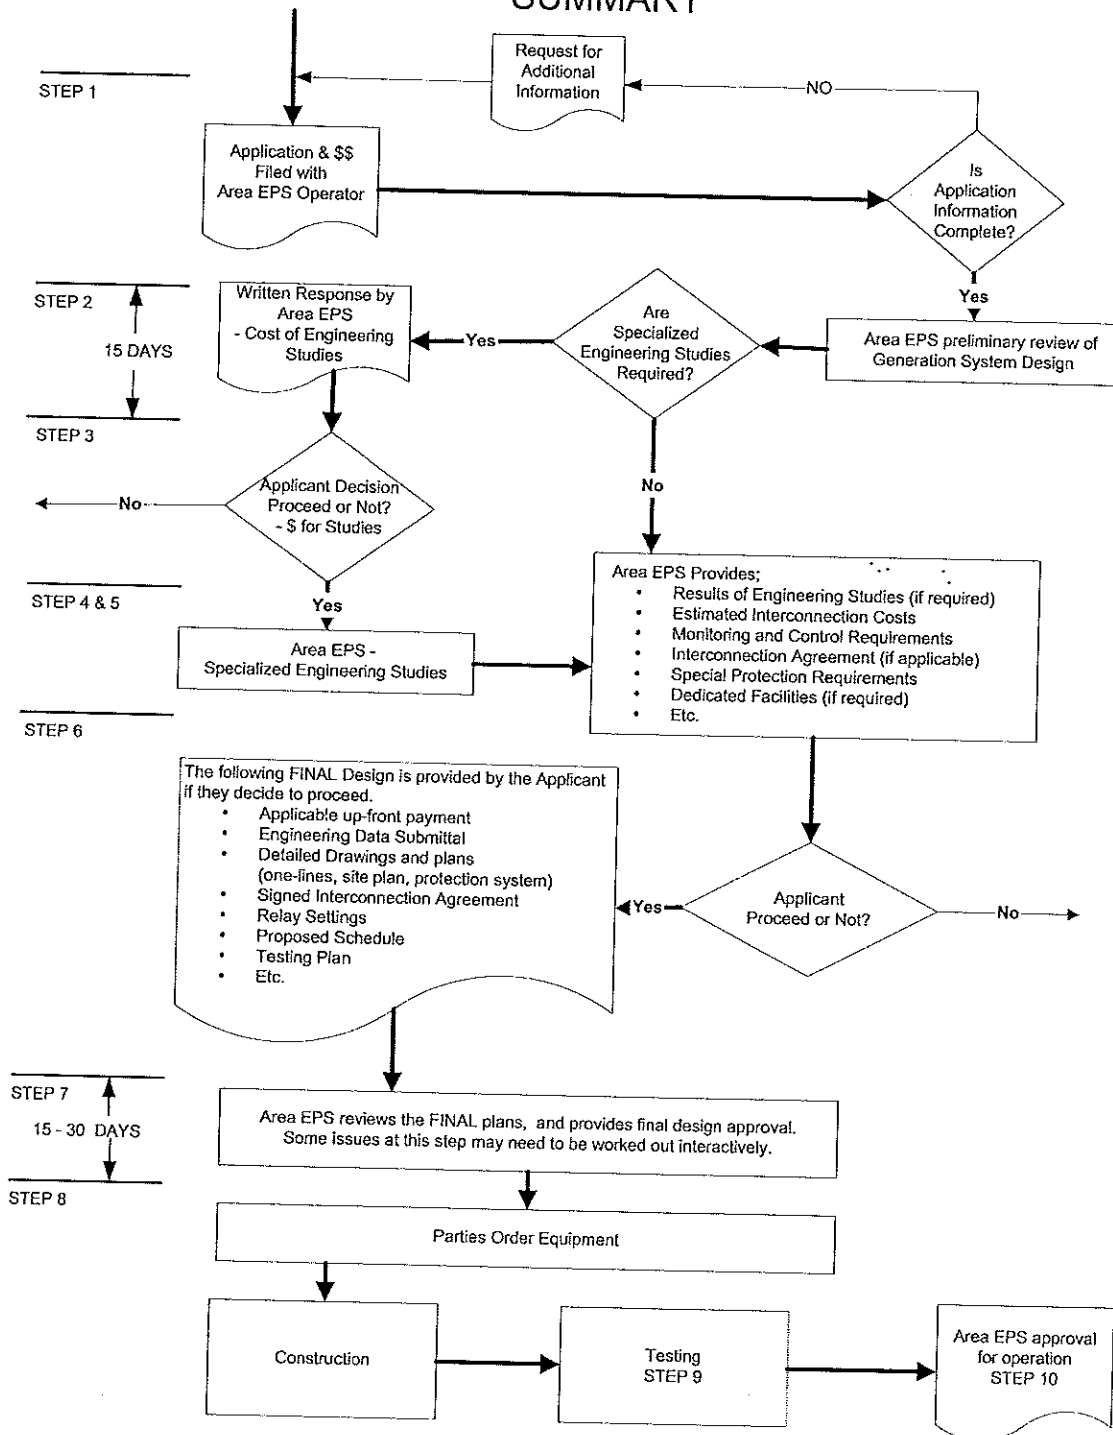 SUMMARY
STEP 1
Request for
Additional
Information
NO
Application & $$
Filed with
Area EPS Operator
Is
Application
Information
Complete?
Yes
STEP 2
15 DAYS
Written Response by
Area EPS
- Cost of Engineering
Studies
Yes
Are
Specialized
Engineering Studies
Required?
Area EPS preliminary review of
Generation System Design
STEP 3
No
Applicant Decision
Proceed or Not?
- $ for Studies
No
STEP 4 & 5
Yes
Area EPS -
Specialized Engineering Studies
Area EPS Provides;
• Results of Engineering Studies (if required)
• Estimated Interconnection Costs
• Monitoring and Control Requirements
• Interconnection Agreement (if applicable)
• Special Protection Requirements
• Dedicated Facilities (if required)
• Etc.
STEP 6
The following FINAL Design is provided by the Applicant
if they decide to proceed.
• Applicable up-front payment
• Engineering Data Submittal
• Detailed Drawings and plans
(one-lines, site plan, protection system)
• Signed Interconnection Agreement
• Relay Settings
• Proposed Schedule
• Testing Plan
• Etc.
Yes
Applicant
Proceed or Not?
No
STEP 7
15 - 30 DAYS
Area EPS reviews the FINAL plans, and provides final design approval.
Some issues at this step may need to be worked out interactively.
STEP 8
Parties Order Equipment
Construction
Testing
STEP 9
Area EPS approval
for operation
STEP 10